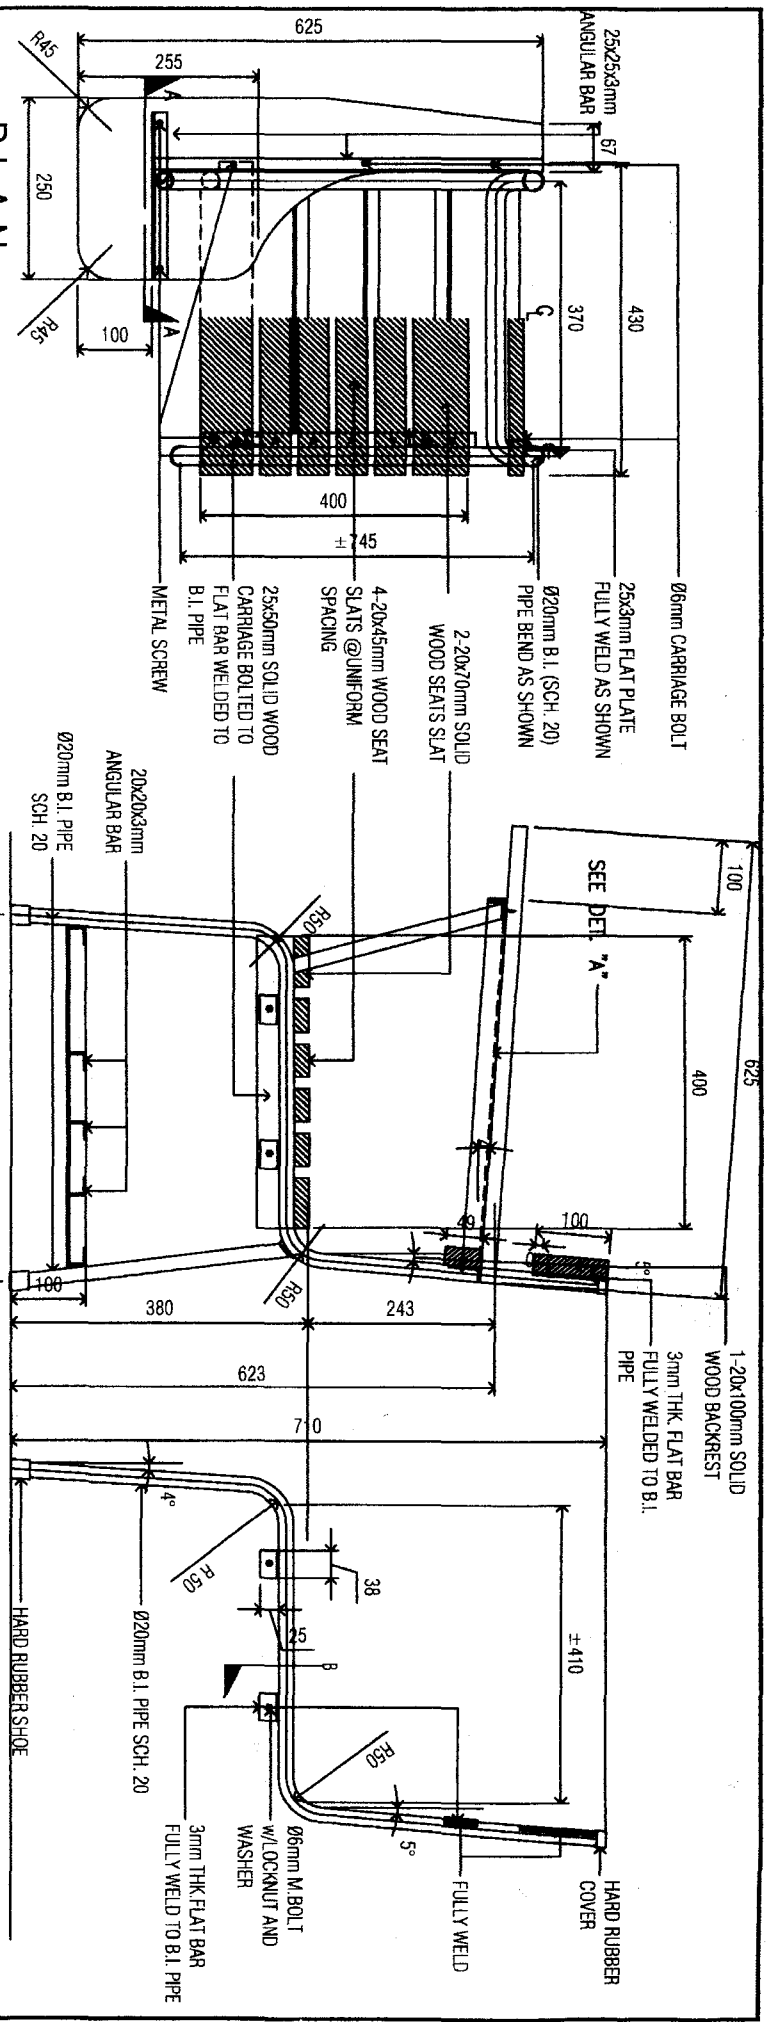 625
255
R45
250
R45
100
A
A
PLAN
25x25x3mm
ANGULAR BAR
67
430
370
CL
400
±745
Ø6mm CARRIAGE BOLT
25x3mm FLAT PLATE
FULLY WELD AS SHOWN
Ø20mm B.I. (SCH. 20)
PIPE BEND AS SHOWN
2-20x70mm SOLID
WOOD SEATS SLAT
4-20x45mm WOOD SEAT
SLATS @UNIFORM
SPACING
25x50mm SOLID WOOD
CARRIAGE BOLTED TO
FLAT BAR WELDED TO
B.I. PIPE
METAL SCREW
625
100
SEE DET. "A"
400
R50
49
100
5°
R50
1-20x100mm SOLID
WOOD BACKREST
3mm THK. FLAT BAR
FULLY WELDED TO B.I.
PIPE
20x20x3mm
ANGULAR BAR
Ø20mm B.I. PIPE
SCH. 20
100
380
243
623
710
4°
R50
38
25
B
±410
R50
5°
HARD RUBBER
COVER
FULLY WELD
Ø6mm M.BOLT
w/LOCKNUT AND
WASHER
3mm THK.FLAT BAR
FULLY WELD TO B.I. PIPE
Ø20mm B.I. PIPE SCH. 20
HARD RUBBER SHOE